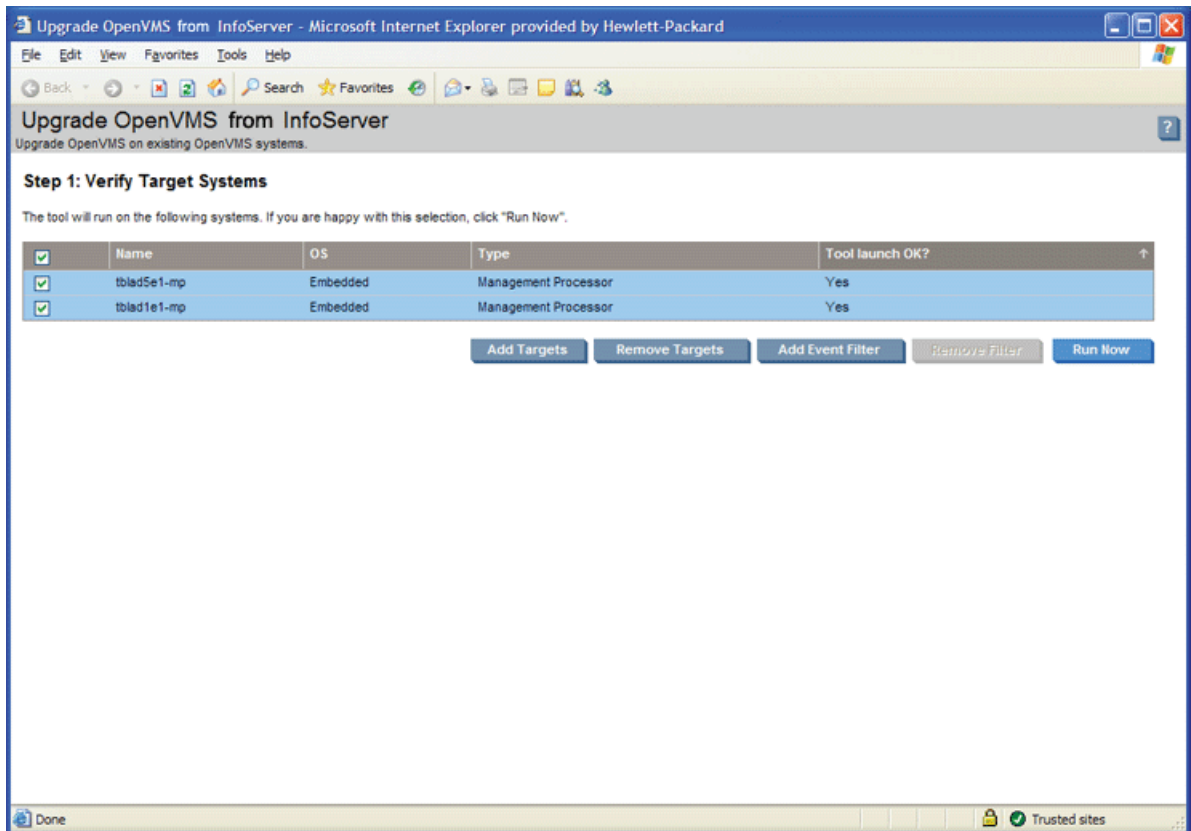 Upgrade OpenVMS from InfoServer - Microsoft Internet Explorer provided by Hewlett-Packard
File Edit View Favorites Tools Help
Back Search Favorites
Upgrade OpenVMS from InfoServer ?
Upgrade OpenVMS on existing OpenVMS systems.
Step 1: Verify Target Systems
The tool will run on the following systems. If you are happy with this selection, click "Run Now".
Name OS Type Tool launch OK? ↑
tblad5e1-mp Embedded Management Processor Yes
tblad1e1-mp Embedded Management Processor Yes
Add Targets Remove Targets Add Event Filter Remove Filter Run Now
Done Trusted sites